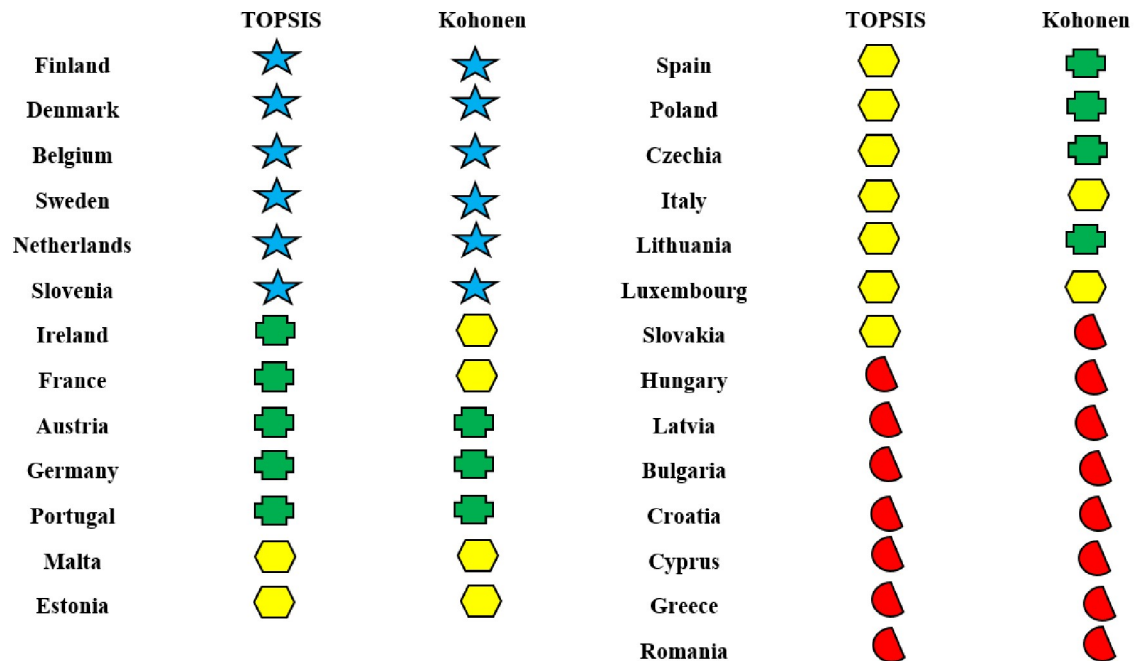 TOPSIS Kohonen
Finland
Denmark
Belgium
Sweden
Netherlands
Slovenia
Ireland
France
Austria
Germany
Portugal
Malta
Estonia
TOPSIS Kohonen
Spain
Poland
Czechia
Italy
Lithuania
Luxembourg
Slovakia
Hungary
Latvia
Bulgaria
Croatia
Cyprus
Greece
Romania